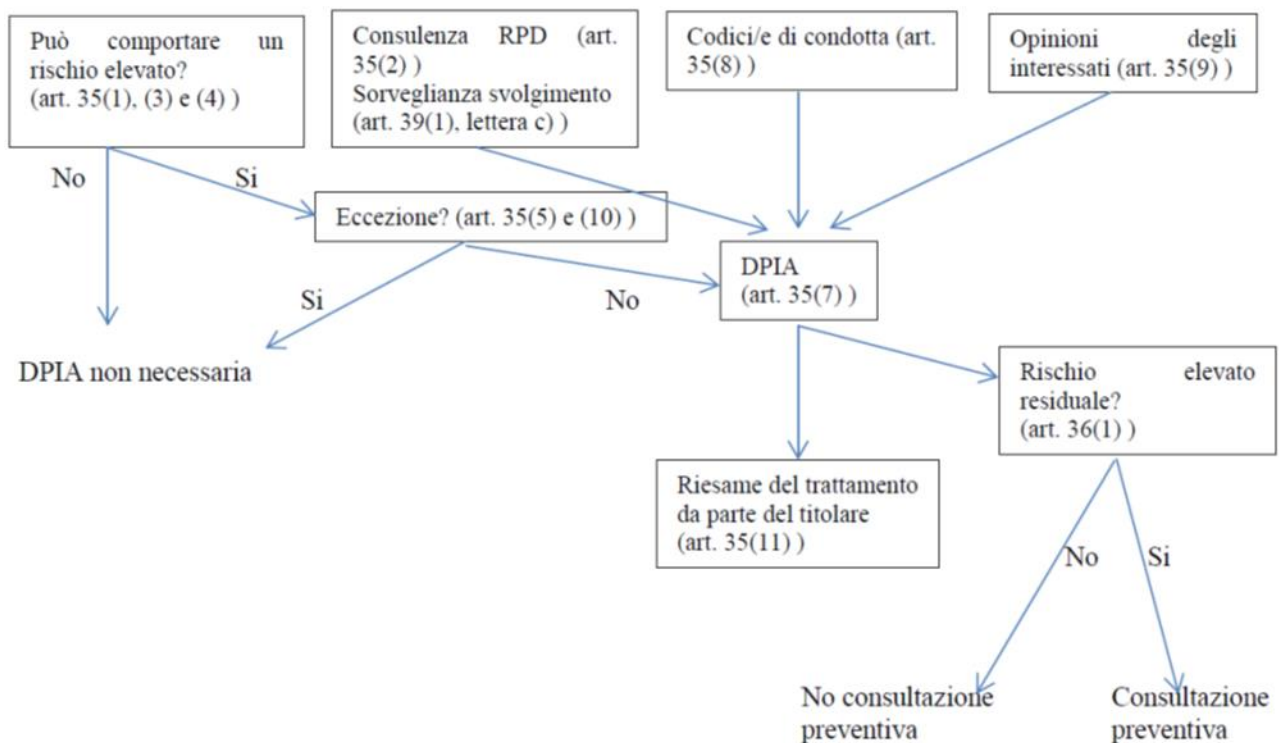 Può comportare un
rischio elevato?
(art. 35(1), (3) e (4) )
Consulenza RPD (art.
35(2) )
Sorveglianza svolgimento
(art. 39(1), lettera c) )
Codici/e di condotta (art.
35(8) )
Opinioni degli
interessati (art. 35(9) )
No
Si
Eccezione? (art. 35(5) e (10) )
Si
No
DPIA
(art. 35(7) )
DPIA non necessaria
Rischio elevato
residuale?
(art. 36(1) )
Riesame del trattamento
da parte del titolare
(art. 35(11) )
No
Si
No consultazione
preventiva
Consultazione
preventiva